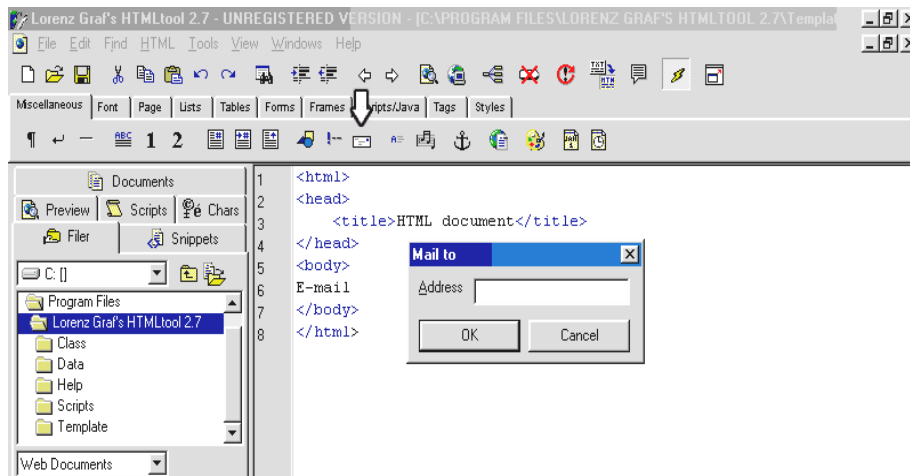 Lorenz Graf's HTMLtool 2.7 - UNREGISTERED VERSION - [C:\PROGRAM FILES\LORENZ GRAF'S HTMLTOOL 2.7\Templat
File Edit Find HTML Tools View Windows Help
TXT HTM
Miscellaneous Font Page Lists Tables Forms Frames ripts/Java Tags Styles
¶ ABC 1 2 !-- A=
Documents
Preview Scripts Ϋé Chars
Filer Snippets
C: []
Program Files
Lorenz Graf's HTMLtool 2.7
Class
Data
Help
Scripts
Template
Web Documents
1 <html>
2 <head>
3 <title>HTML document</title>
4 </head>
5 <body>
6 E-mail
7 </body>
8 </html>
Mail to
Address
OK Cancel